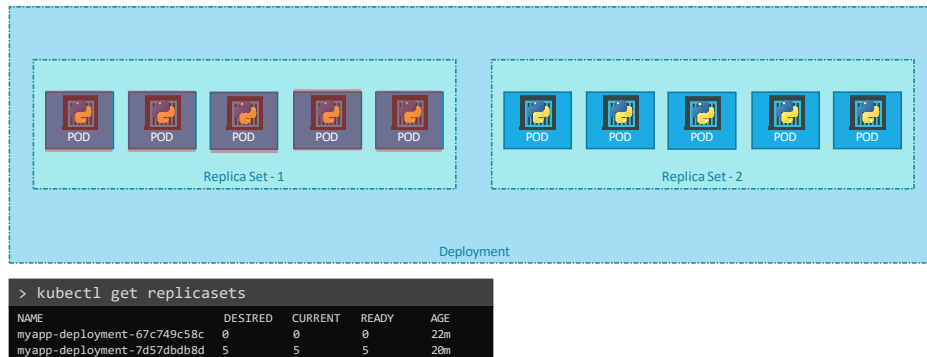 POD POD POD POD POD POD POD POD POD POD
Replica Set - 1 Replica Set - 2
Deployment
> kubectl get replicasets
NAME DESIRED CURRENT READY AGE
myapp-deployment-67c749c58c 0 0 0 22m
myapp-deployment-7d57dbdb8d 5 5 5 20m